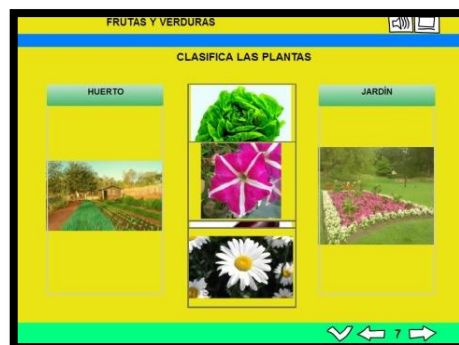 FRUTAS Y VERDURAS
CLASIFICA LAS PLANTAS
HUERTO
JARDÍN
7